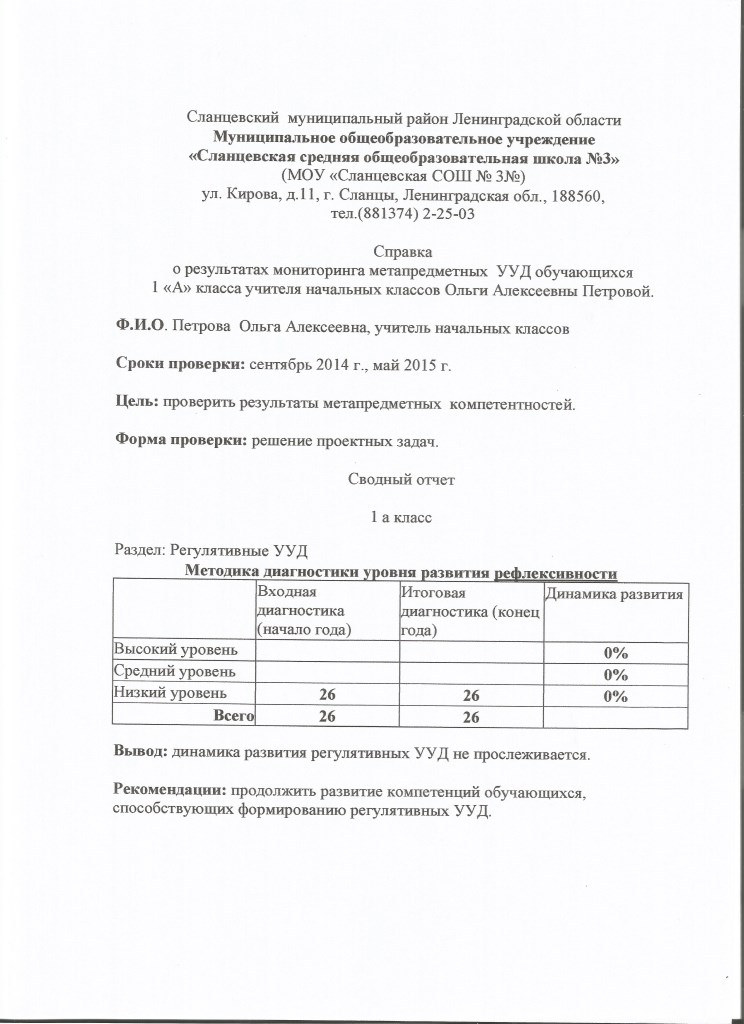 Сланцевский муниципальный район Ленинградской области
Муниципальное общеобразовательное учреждение
«Сланцевская средняя общеобразовательная школа №3»
(МОУ «Сланцевская СОШ № 3№)
ул. Кирова, д.11, г. Сланцы, Ленинградская обл., 188560,
тел.(881374) 2-25-03
Справка
о результатах мониторинга метапредметных УУД обучающихся
1 «А» класса учителя начальных классов Ольги Алексеевны Петровой.
Ф.И.О. Петрова Ольга Алексеевна, учитель начальных классов
Сроки проверки: сентябрь 2014 г., май 2015 г.
Цель: проверить результаты метапредметных компетентностей.
Форма проверки: решение проектных задач.
Сводный отчет
1 а класс
Раздел: Регулятивные УУД
Методика диагностики уровня развития рефлексивности
Входная диагностика (начало года) Итоговая диагностика (конец года) Динамика развития
Высокий уровень 0%
Средний уровень 0%
Низкий уровень 26 26 0%
Всего 26 26
Вывод: динамика развития регулятивных УУД не прослеживается.
Рекомендации: продолжить развитие компетенций обучающихся,
способствующих формированию регулятивных УУД.